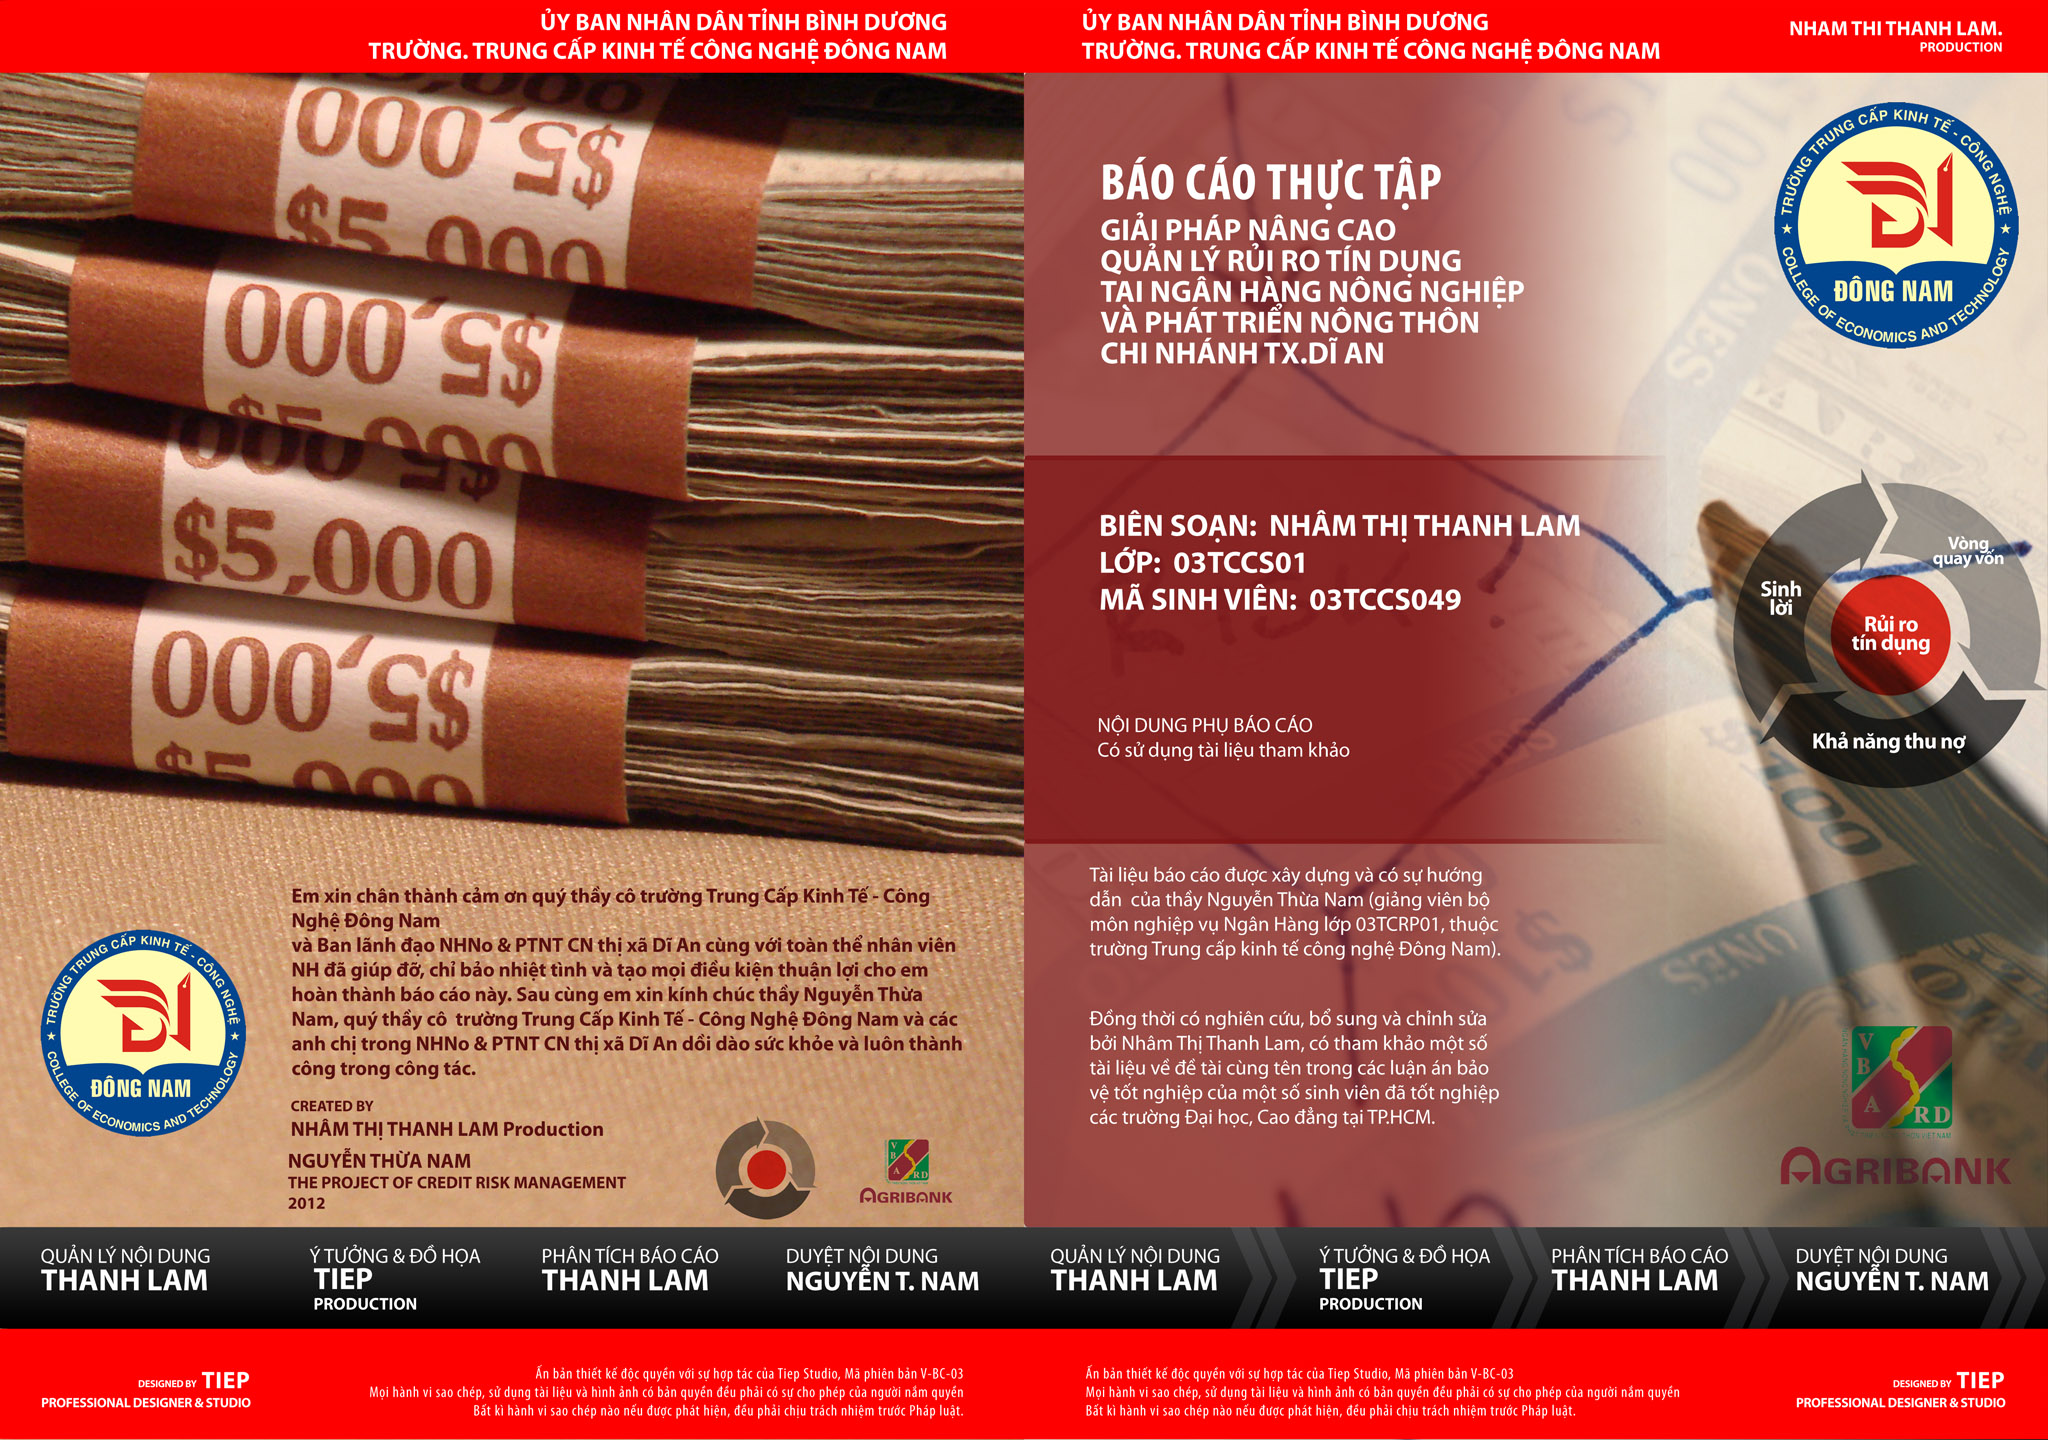 ỦY BAN NHÂN DÂN TỈNH BÌNH DƯƠNG
TRƯỜNG. TRUNG CẤP KINH TẾ CÔNG NGHỆ ĐÔNG NAM
$5,000
$5,000
$5,000
$5,000
$5,000
$5,000
$5,000
$5,000
$5,000
Em xin chân thành cảm ơn quý thầy cô trường Trung Cấp Kinh Tế - Công
Nghệ Đông Nam
và Ban lãnh đạo NHNo & PTNT CN thị xã Dĩ An cùng với toàn thể nhân viên
NH đã giúp đỡ, chỉ bảo nhiệt tình và tạo mọi điều kiện thuận lợi cho em
hoàn thành báo cáo này. Sau cùng em xin kính chúc thầy Nguyễn Thừa
Nam, quý thầy cô trường Trung Cấp Kinh Tế - Công Nghệ Đông Nam và các
anh chị trong NHNo & PTNT CN thị xã Dĩ An dồi dào sức khỏe và luôn thành
công trong công tác.
TRƯỜNG TRUNG CẤP KINH TẾ - CÔNG NGHỆ
ĐÔNG NAM
COLLEGE OF ECONOMICS AND TECHNOLOGY
CREATED BY
NHÂM THỊ THANH LAM Production
NGUYỄN THỪA NAM
THE PROJECT OF CREDIT RISK MANAGEMENT
2012
VBARD
AGRIBANK
QUẢN LÝ NỘI DUNG
THANH LAM
Ý TƯỞNG & ĐỒ HỌA
TIEP
PRODUCTION
PHÂN TÍCH BÁO CÁO
THANH LAM
DUYỆT NỘI DUNG
NGUYỄN T. NAM
DESIGNED BY TIEP
PROFESSIONAL DESIGNER & STUDIO
Ấn bản thiết kế độc quyền với sự hợp tác của Tiep Studio, Mã phiên bản V-BC-03
Mọi hành vi sao chép, sử dụng tài liệu và hình ảnh có bản quyền đều phải có sự cho phép của người nắm quyền
Bất kì hành vi sao chép nào nếu được phát hiện, đều phải chịu trách nhiệm trước Pháp luật.
ỦY BAN NHÂN DÂN TỈNH BÌNH DƯƠNG
TRƯỜNG. TRUNG CẤP KINH TẾ CÔNG NGHỆ ĐÔNG NAM
NHAM THI THANH LAM.
PRODUCTION
TRƯỜNG TRUNG CẤP KINH TẾ - CÔNG NGHỆ
ĐÔNG NAM
COLLEGE OF ECONOMICS AND TECHNOLOGY
BÁO CÁO THỰC TẬP
GIẢI PHÁP NÂNG CAO
QUẢN LÝ RỦI RO TÍN DỤNG
TẠI NGÂN HÀNG NÔNG NGHIỆP
VÀ PHÁT TRIỂN NÔNG THÔN
CHI NHÁNH TX.DĨ AN
BIÊN SOẠN: NHÂM THỊ THANH LAM
LỚP: 03TCCS01
MÃ SINH VIÊN: 03TCCS049
NỘI DUNG PHỤ BÁO CÁO
Có sử dụng tài liệu tham khảo
Vòng
quay vốn
Sinh
lời
Rủi ro
tín dụng
Khả năng thu nợ
Tài liệu báo cáo được xây dựng và có sự hướng
dẫn của thầy Nguyễn Thừa Nam (giảng viên bộ
môn nghiệp vụ Ngân Hàng lớp 03TCRP01, thuộc
trường Trung cấp kinh tế công nghệ Đông Nam).
Đồng thời có nghiên cứu, bổ sung và chỉnh sửa
bởi Nhâm Thị Thanh Lam, có tham khảo một số
tài liệu về đề tài cùng tên trong các luận án bảo
vệ tốt nghiệp của một số sinh viên đã tốt nghiệp
các trường Đại học, Cao đẳng tại TP.HCM.
VBARD
AGRIBANK
QUẢN LÝ NỘI DUNG
THANH LAM
Ý TƯỞNG & ĐỒ HỌA
TIEP
PRODUCTION
PHÂN TÍCH BÁO CÁO
THANH LAM
DUYỆT NỘI DUNG
NGUYỄN T. NAM
Ấn bản thiết kế độc quyền với sự hợp tác của Tiep Studio, Mã phiên bản V-BC-03
Mọi hành vi sao chép, sử dụng tài liệu và hình ảnh có bản quyền đều phải có sự cho phép của người nắm quyền
Bất kì hành vi sao chép nào nếu được phát hiện, đều phải chịu trách nhiệm trước Pháp luật.
DESIGNED BY TIEP
PROFESSIONAL DESIGNER & STUDIO